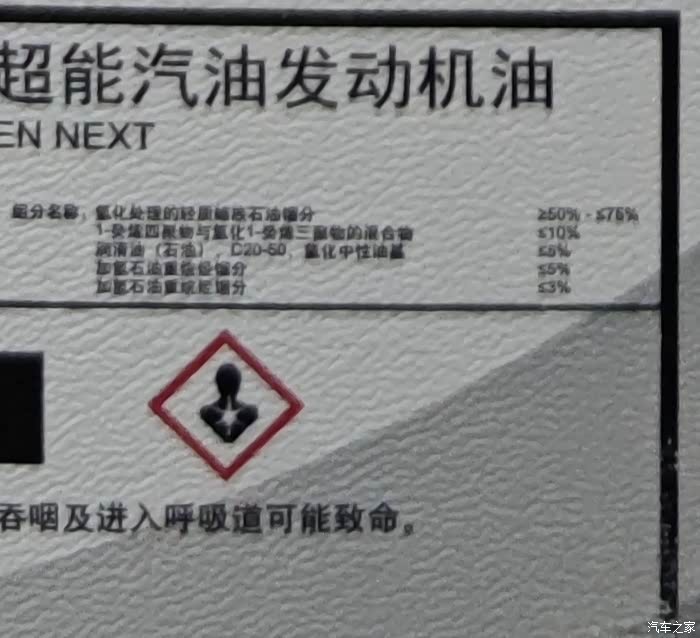 超能汽油发动机油
EN NEXT
组分名称: 氢化处理的轻质链烷石油馏分 ≥50% - ≤75%
1-癸烯四聚物与氢化1-癸烯三聚物的混合物 ≤10%
润滑油（石油），C20-50，氢化中性油基 ≤5%
加氢石油重烷烃馏分 ≤5%
加氢石油重烷烃馏分 ≤3%
吞咽及进入呼吸道可能致命。
汽车之家